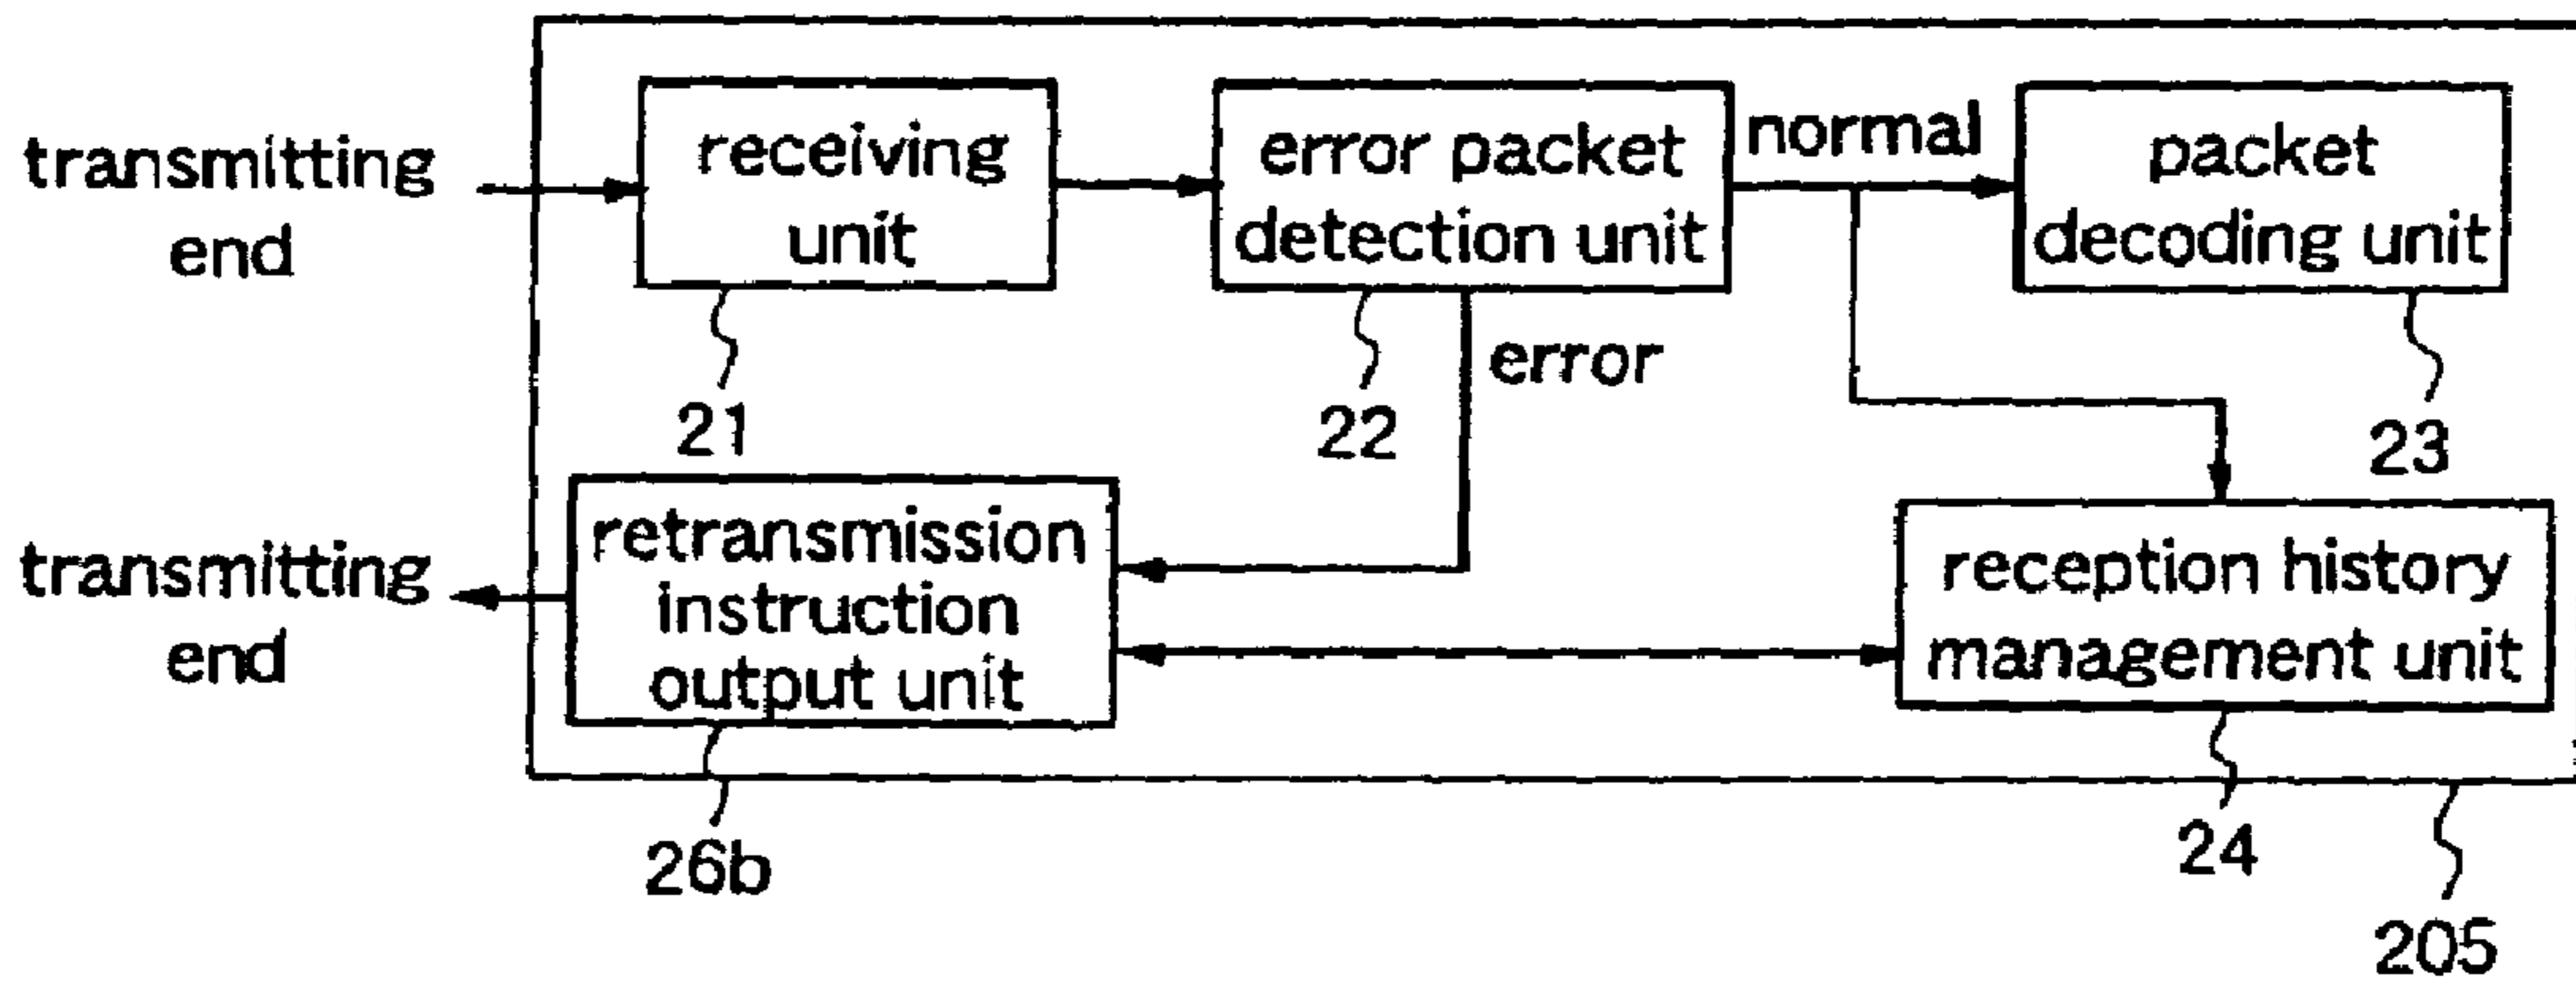 transmitting
end
receiving
unit
error packet
detection unit
normal
packet
decoding unit
21
22
error
23
transmitting
end
retransmission
instruction
output unit
reception history
management unit
26b
24
205